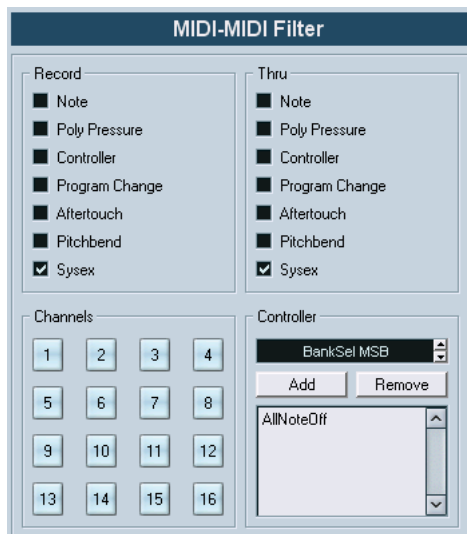 MIDI-MIDI Filter
Record
Note
Poly Pressure
Controller
Program Change
Aftertouch
Pitchbend
Sysex
Thru
Note
Poly Pressure
Controller
Program Change
Aftertouch
Pitchbend
Sysex
Channels
1 2 3 4
5 6 7 8
9 10 11 12
13 14 15 16
Controller
BankSel MSB
Add Remove
AllNoteOff